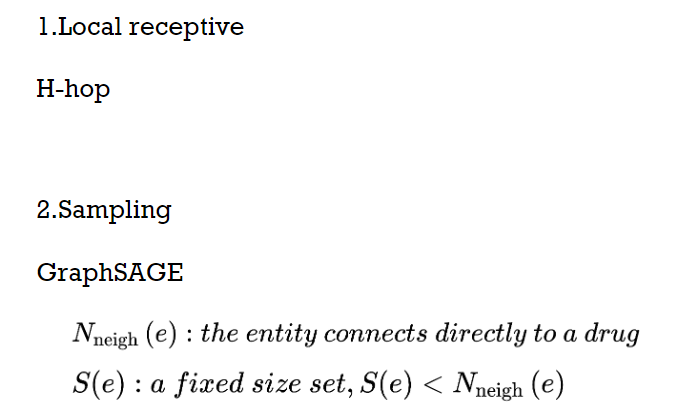 1.Local receptive
H-hop
2.Sampling
GraphSAGE
N_neigh (e) : the entity connects directly to a drug
S(e) : a fixed size set, S(e) < N_neigh (e)